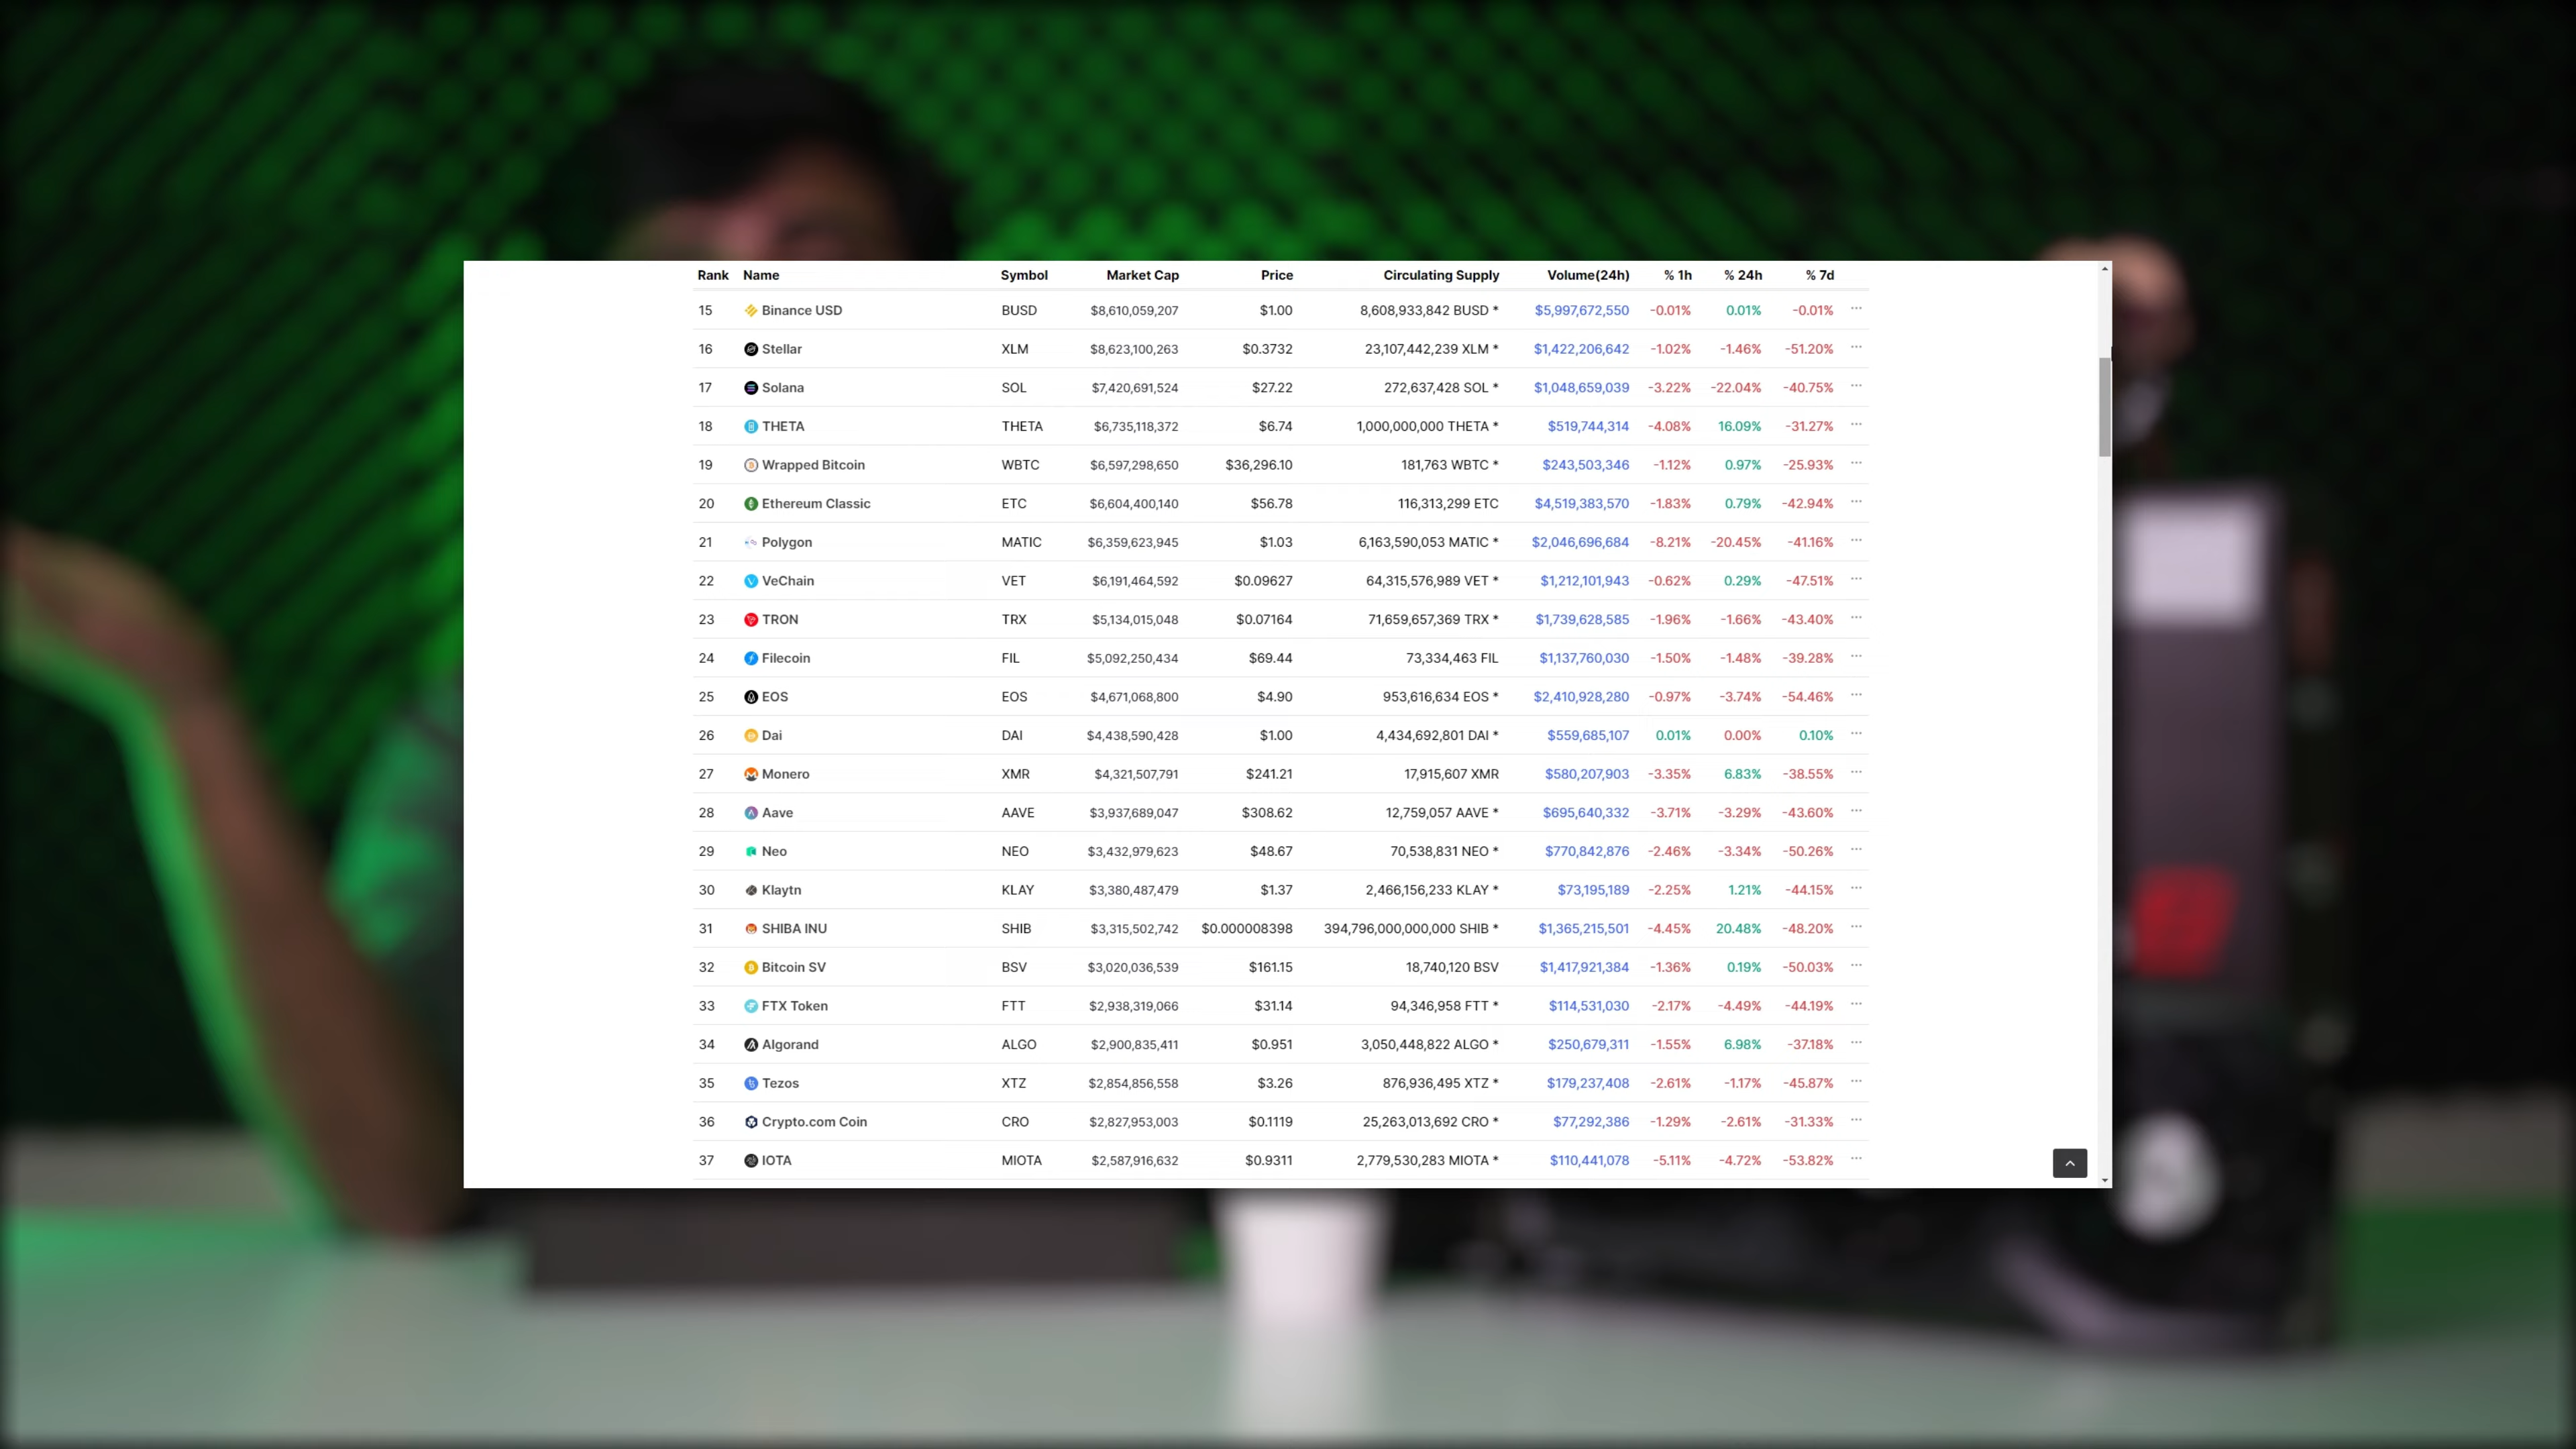 Rank Name Symbol Market Cap Price Circulating Supply Volume(24h) % 1h % 24h % 7d
15 Binance USD BUSD $8,610,059,207 $1.00 8,608,933,842 BUSD * $5,997,672,550 -0.01% 0.01% -0.01%
16 Stellar XLM $8,623,100,263 $0.3732 23,107,442,239 XLM * $1,422,206,642 -1.02% -1.46% -51.20%
17 Solana SOL $7,420,691,524 $27.22 272,637,428 SOL * $1,048,659,039 -3.22% -22.04% -40.75%
18 THETA THETA $6,735,118,372 $6.74 1,000,000,000 THETA * $519,744,314 -4.08% 16.09% -31.27%
19 Wrapped Bitcoin WBTC $6,597,298,650 $36,296.10 181,763 WBTC * $243,503,346 -1.12% 0.97% -25.93%
20 Ethereum Classic ETC $6,604,400,140 $56.78 116,313,299 ETC $4,519,383,570 -1.83% 0.79% -42.94%
21 Polygon MATIC $6,359,623,945 $1.03 6,163,590,053 MATIC * $2,046,696,684 -8.21% -20.45% -41.16%
22 VeChain VET $6,191,464,592 $0.09627 64,315,576,989 VET * $1,212,101,943 -0.62% 0.29% -47.51%
23 TRON TRX $5,134,015,048 $0.07164 71,659,657,369 TRX * $1,739,628,585 -1.96% -1.66% -43.40%
24 Filecoin FIL $5,092,250,434 $69.44 73,334,463 FIL $1,137,760,030 -1.50% -1.48% -39.28%
25 EOS EOS $4,671,068,800 $4.90 953,616,634 EOS * $2,410,928,280 -0.97% -3.74% -54.46%
26 Dai DAI $4,438,590,428 $1.00 4,434,692,801 DAI * $559,685,107 0.01% 0.00% 0.10%
27 Monero XMR $4,321,507,791 $241.21 17,915,607 XMR $580,207,903 -3.35% 6.83% -38.55%
28 Aave AAVE $3,937,689,047 $308.62 12,759,057 AAVE * $695,640,332 -3.71% -3.29% -43.60%
29 Neo NEO $3,432,979,623 $48.67 70,538,831 NEO * $770,842,876 -2.46% -3.34% -50.26%
30 Klaytn KLAY $3,380,487,479 $1.37 2,466,156,233 KLAY * $73,195,189 -2.25% 1.21% -44.15%
31 SHIBA INU SHIB $3,315,502,742 $0.000008398 394,796,000,000,000 SHIB * $1,365,215,501 -4.45% 20.48% -48.20%
32 Bitcoin SV BSV $3,020,036,539 $161.15 18,740,120 BSV $1,417,921,384 -1.36% 0.19% -50.03%
33 FTX Token FTT $2,938,319,066 $31.14 94,346,958 FTT * $114,531,030 -2.17% -4.49% -44.19%
34 Algorand ALGO $2,900,835,411 $0.951 3,050,448,822 ALGO * $250,679,311 -1.55% 6.98% -37.18%
35 Tezos XTZ $2,854,856,558 $3.26 876,936,495 XTZ * $179,237,408 -2.61% -1.17% -45.87%
36 Crypto.com Coin CRO $2,827,953,003 $0.1119 25,263,013,692 CRO * $77,292,386 -1.29% -2.61% -31.33%
37 IOTA MIOTA $2,587,916,632 $0.9311 2,779,530,283 MIOTA * $110,441,078 -5.11% -4.72% -53.82%